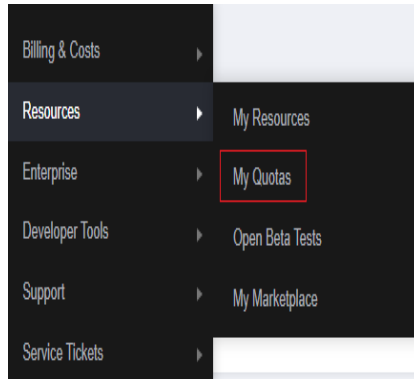 Billing & Costs
Resources
Enterprise
Developer Tools
Support
Service Tickets
My Resources
My Quotas
Open Beta Tests
My Marketplace